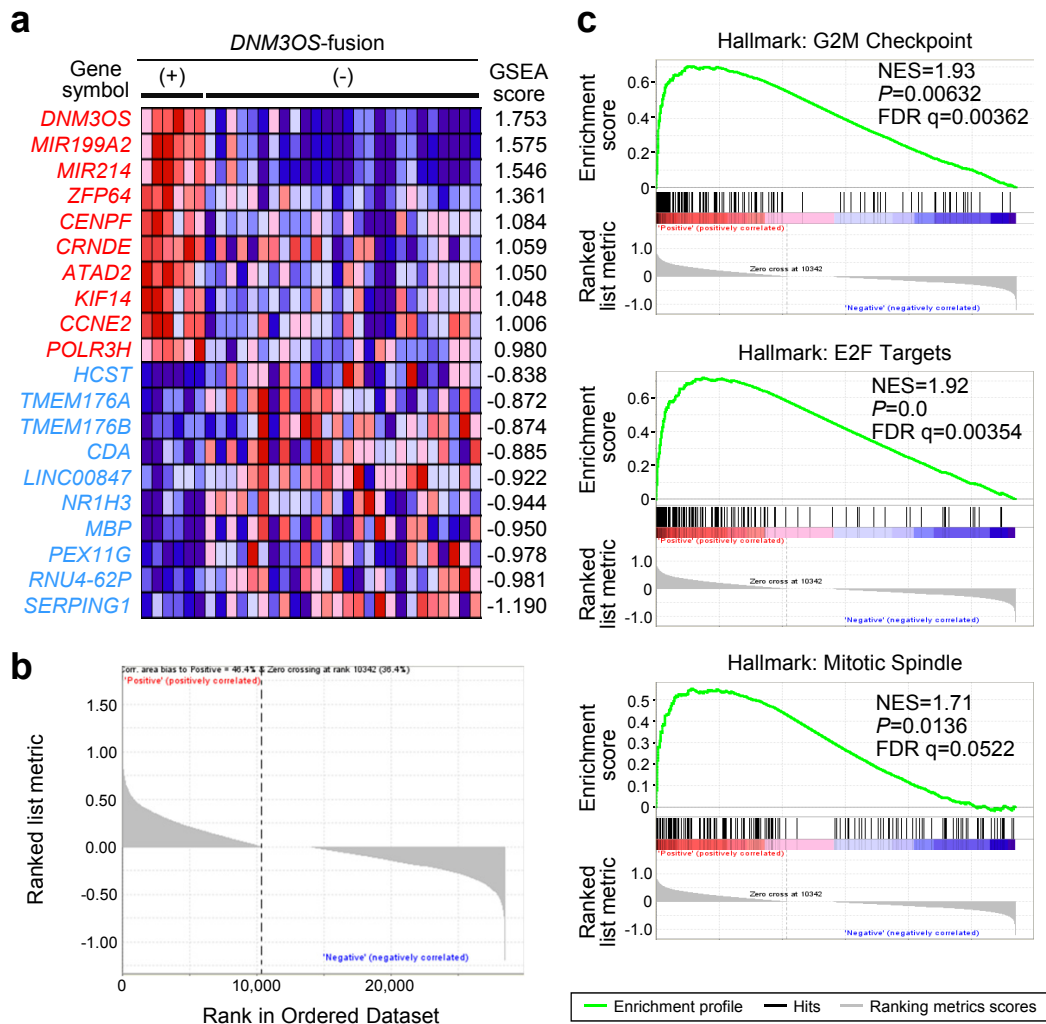 a
DNM3OS-fusion
Gene symbol
(+)
(-)
GSEA score
DNM3OS 1.753
MIR199A2 1.575
MIR214 1.546
ZFP64 1.361
CENPF 1.084
CRNDE 1.059
ATAD2 1.050
KIF14 1.048
CCNE2 1.006
POLR3H 0.980
HCST -0.838
TMEM176A -0.872
TMEM176B -0.874
CDA -0.885
LINC00847 -0.922
NR1H3 -0.944
MBP -0.950
PEX11G -0.978
RNU4-62P -0.981
SERPING1 -1.190
b
Corr. area bias to Positive = 46.4% & Zero crossing at rank 10342 (36.4%)
'Positive' (positively correlated)
Ranked list metric
1.50
1.00
0.50
0.00
-0.50
-1.00
'Negative' (negatively correlated)
0 10,000 20,000
Rank in Ordered Dataset
c
Hallmark: G2M Checkpoint
NES=1.93
P=0.00632
FDR q=0.00362
Enrichment score
0.6
0.4
0.2
0
'Positive' (positively correlated)
Ranked list metric
1.0
0
-1.0
Zero cross at 10342
'Negative' (negatively correlated)
Hallmark: E2F Targets
NES=1.92
P=0.0
FDR q=0.00354
Enrichment score
0.6
0.4
0.2
0
'Positive' (positively correlated)
Ranked list metric
1.0
0
-1.0
Zero cross at 10342
'Negative' (negatively correlated)
Hallmark: Mitotic Spindle
NES=1.71
P=0.0136
FDR q=0.0522
Enrichment score
0.5
0.4
0.3
0.2
0.1
0
'Positive' (positively correlated)
Ranked list metric
1.0
0
-1.0
Zero cross at 10342
'Negative' (negatively correlated)
Enrichment profile Hits Ranking metrics scores